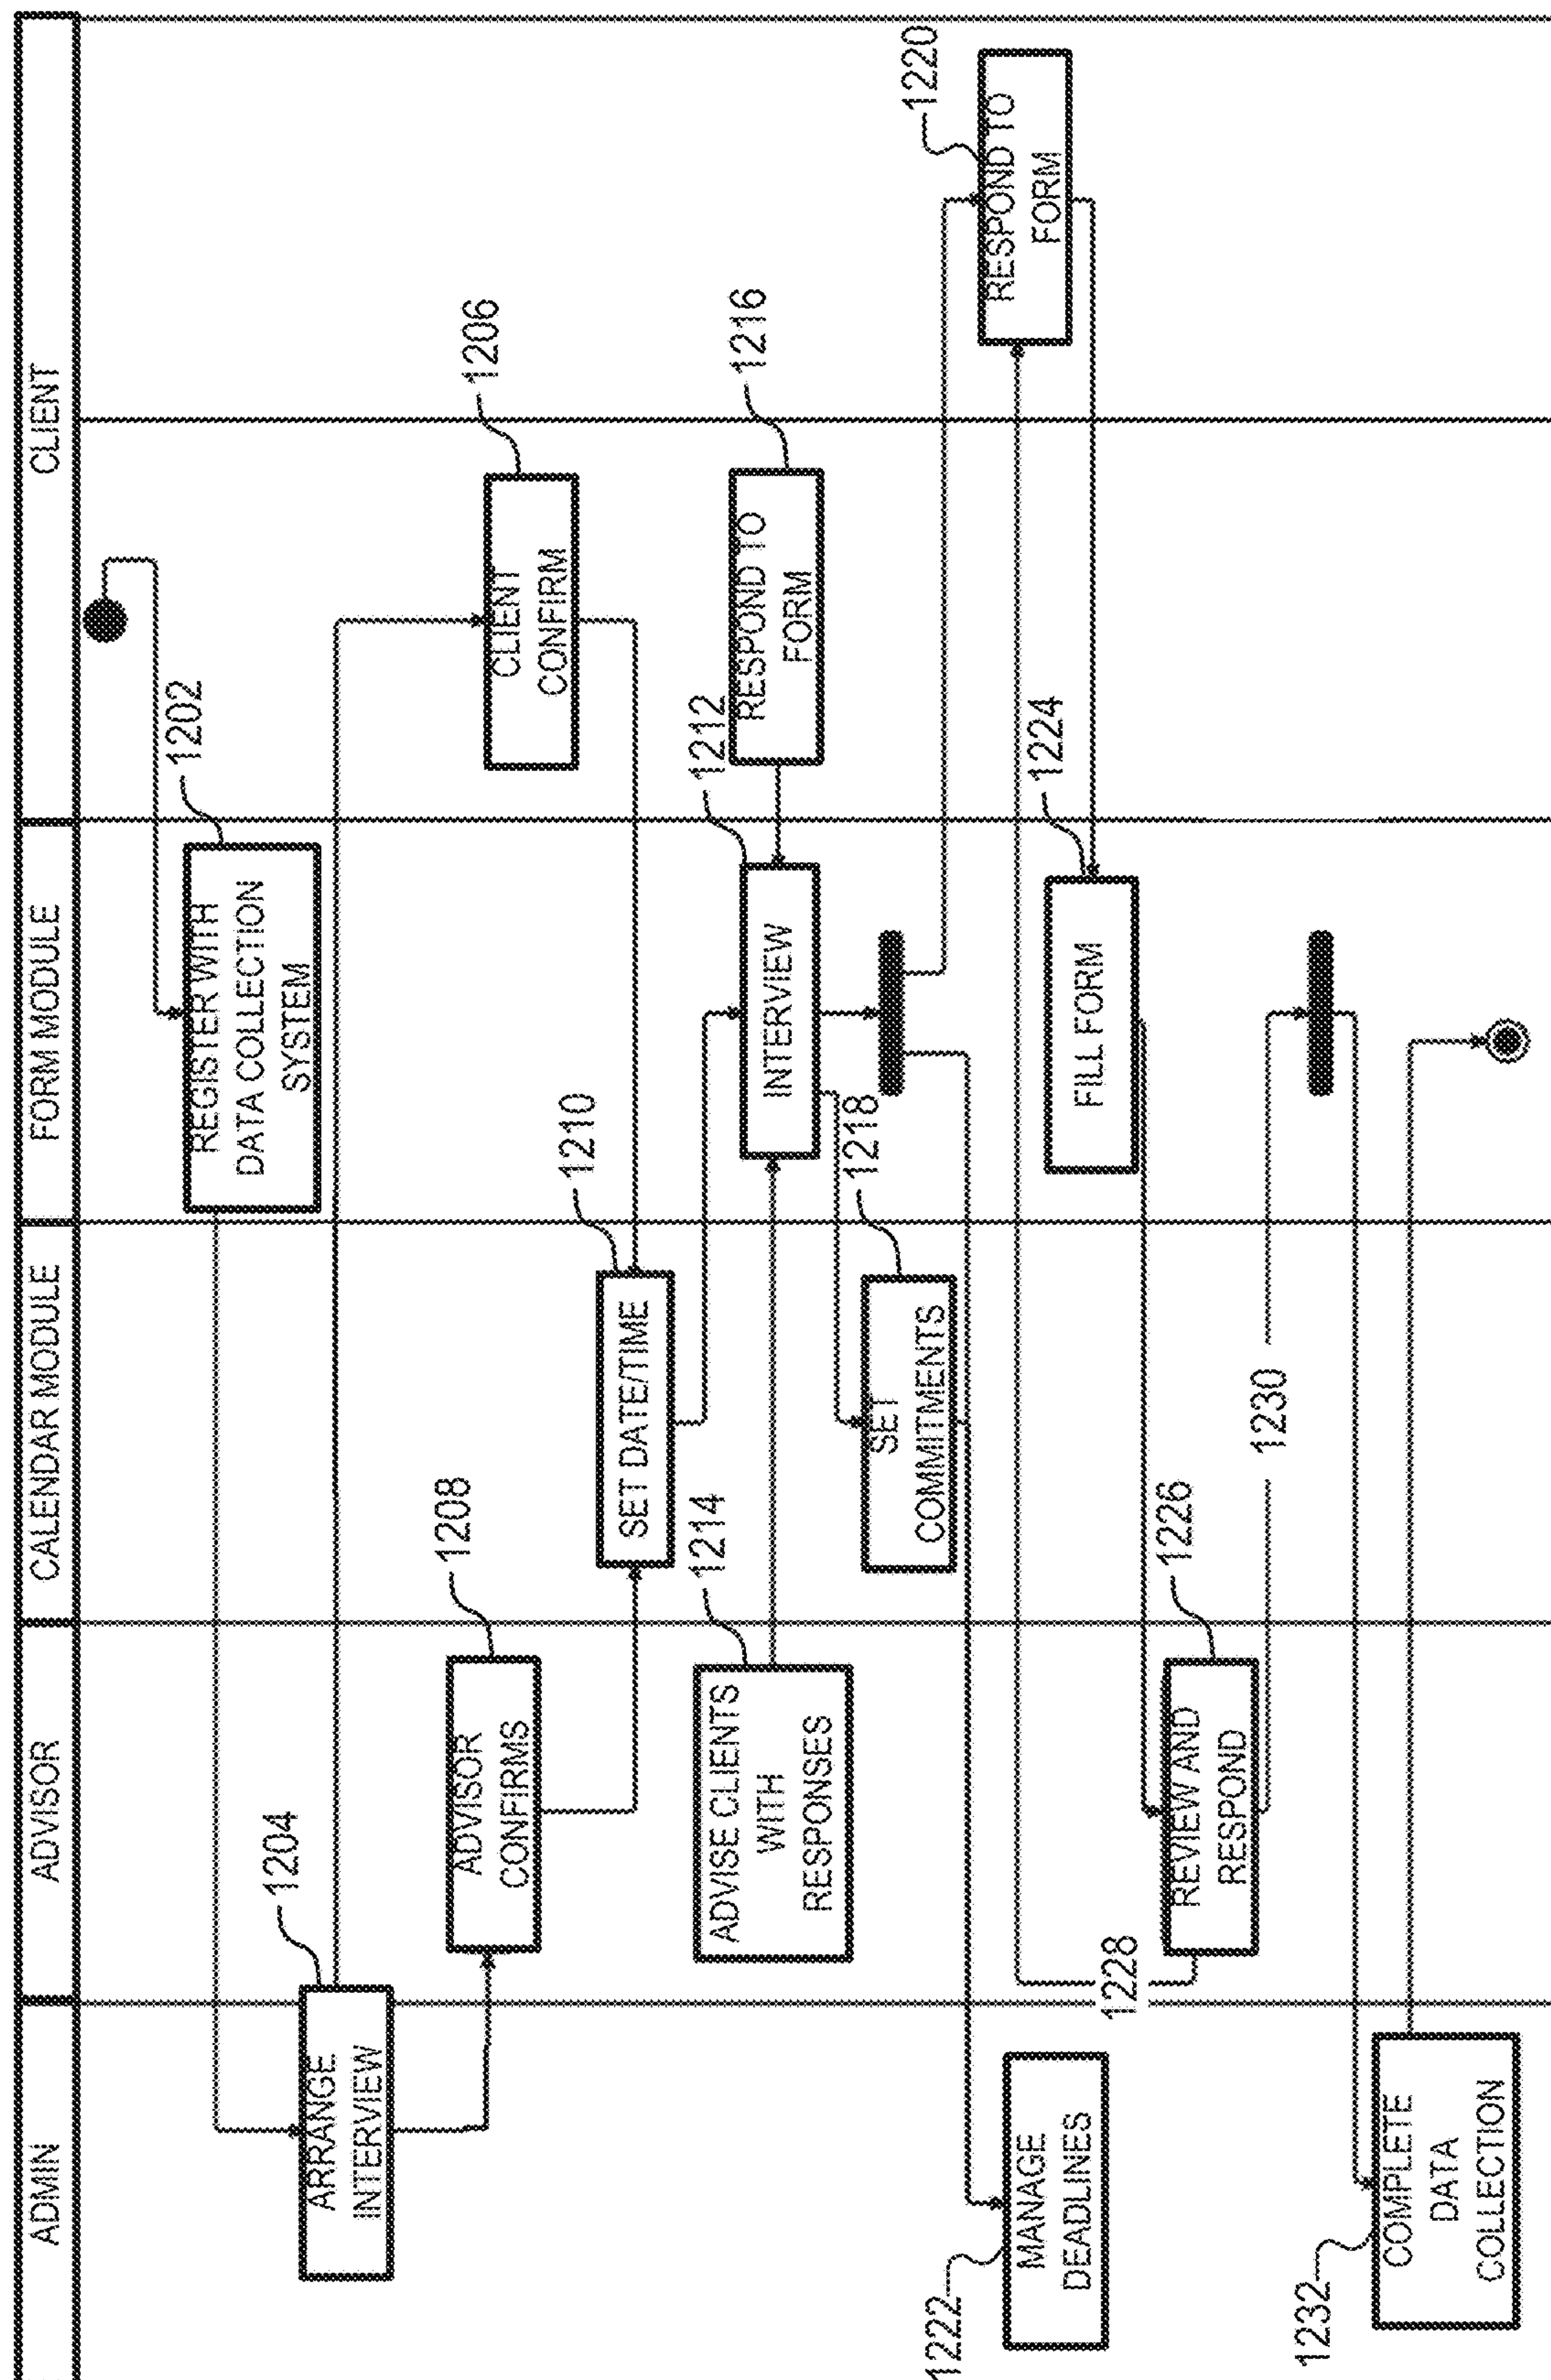 ADMIN
ADVISOR
CALENDAR MODULE
FORM MODULE
CLIENT
1202
REGISTER WITH
DATA COLLECTION
SYSTEM
1204
ARRANGE
INTERVIEW
1206
CLIENT
CONFIRM
1208
ADVISOR
CONFIRMS
1210
SET DATE/TIME
1214
ADVISE CLIENTS
WITH
RESPONSES
1212
INTERVIEW
1216
RESPOND TO
FORM
1218
SET
COMMITMENTS
1220
RESPOND TO
FORM
1222
MANAGE
DEADLINES
1224
FILL FORM
1228
1226
REVIEW AND
RESPOND
1230
1232
COMPLETE
DATA
COLLECTION